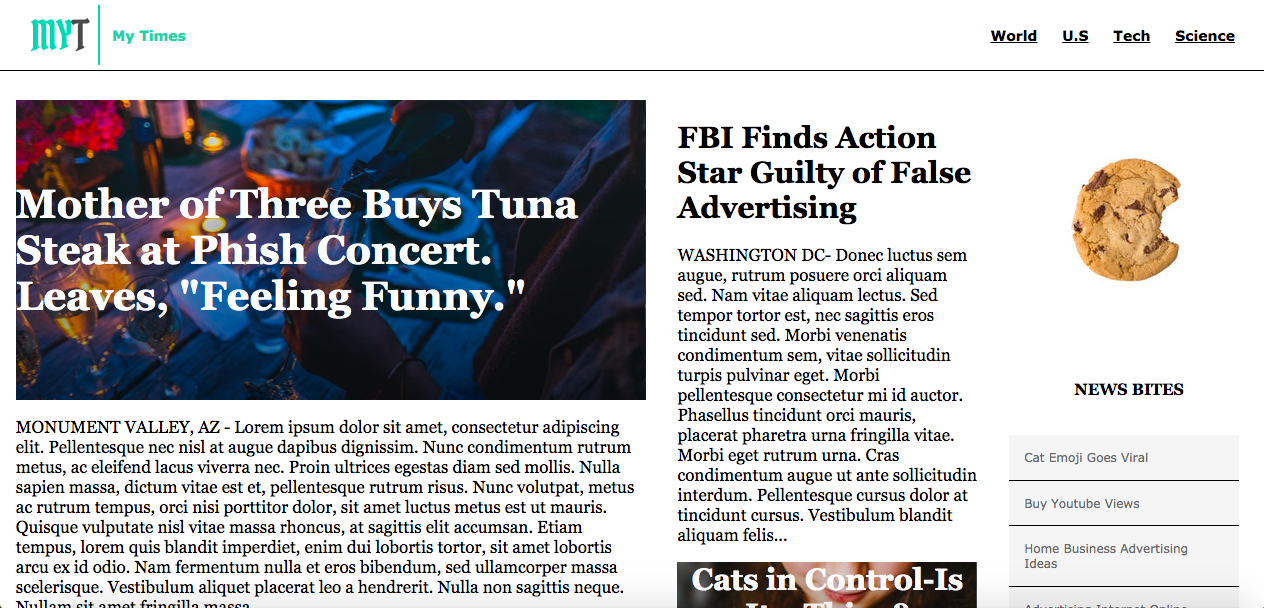 MYT
My Times
World
U.S
Tech
Science
Mother of Three Buys Tuna
Steak at Phish Concert.
Leaves, "Feeling Funny."
MONUMENT VALLEY, AZ - Lorem ipsum dolor sit amet, consectetur adipiscing
elit. Pellentesque nec nisl at augue dapibus dignissim. Nunc condimentum rutrum
metus, ac eleifend lacus viverra nec. Proin ultrices egestas diam sed mollis. Nulla
sapien massa, dictum vitae est et, pellentesque rutrum risus. Nunc volutpat, metus
ac rutrum tempus, orci nisi porttitor dolor, sit amet luctus metus est ut mauris.
Quisque vulputate nisl vitae massa rhoncus, at sagittis elit accumsan. Etiam
tempus, lorem quis blandit imperdiet, enim dui lobortis tortor, sit amet lobortis
arcu ex id odio. Nam fermentum nulla et eros bibendum, sed ullamcorper massa
scelerisque. Vestibulum aliquet placerat leo a hendrerit. Nulla non sagittis neque.
Nullam sit amet fringilla massa
FBI Finds Action
Star Guilty of False
Advertising
WASHINGTON DC- Donec luctus sem
augue, rutrum posuere orci aliquam
sed. Nam vitae aliquam lectus. Sed
tempor tortor est, nec sagittis eros
tincidunt sed. Morbi venenatis
condimentum sem, vitae sollicitudin
turpis pulvinar eget. Morbi
pellentesque consectetur mi id auctor.
Phasellus tincidunt orci mauris,
placerat pharetra urna fringilla vitae.
Morbi eget rutrum urna. Cras
condimentum augue ut ante sollicitudin
interdum. Pellentesque cursus dolor at
tincidunt cursus. Vestibulum blandit
aliquam felis...
Cats in Control-Is
NEWS BITES
Cat Emoji Goes Viral
Buy Youtube Views
Home Business Advertising
Ideas
Advertising Internet Online